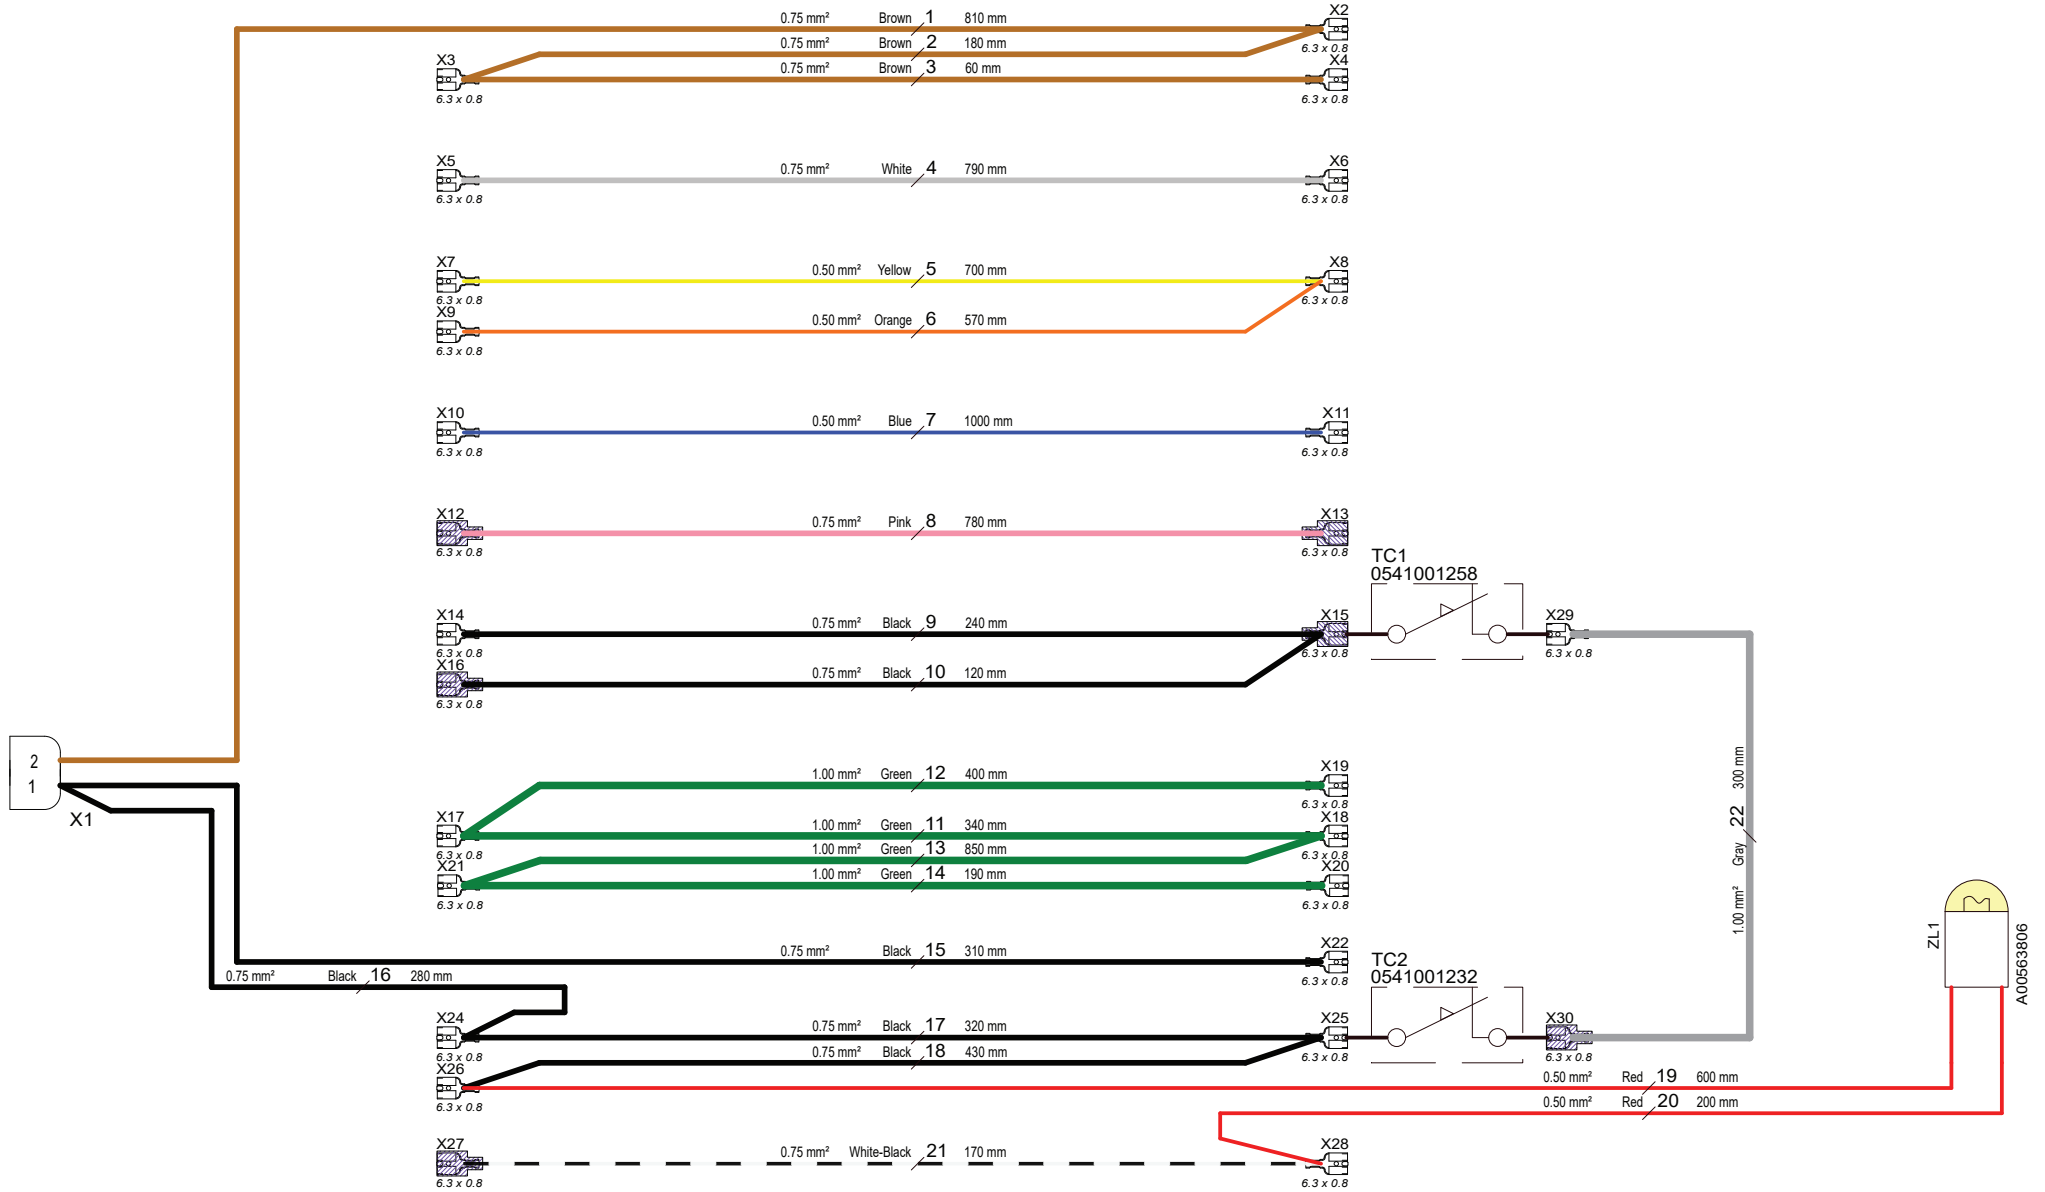 0.75 mm² Brown 1 810 mm X2
6.3 x 0.8
0.75 mm² Brown 2 180 mm
X3 0.75 mm² Brown 3 60 mm X4
6.3 x 0.8 6.3 x 0.8
X5 0.75 mm² White 4 790 mm X6
6.3 x 0.8 6.3 x 0.8
X7 0.50 mm² Yellow 5 700 mm X8
6.3 x 0.8 6.3 x 0.8
X9 0.50 mm² Orange 6 570 mm
6.3 x 0.8
X10 0.50 mm² Blue 7 1000 mm X11
6.3 x 0.8 6.3 x 0.8
X12 0.75 mm² Pink 8 780 mm X13
6.3 x 0.8 6.3 x 0.8
TC1
0541001258
X14 0.75 mm² Black 9 240 mm X15 X29
6.3 x 0.8 6.3 x 0.8 6.3 x 0.8
X16 0.75 mm² Black 10 120 mm
6.3 x 0.8
2
1
X1
1.00 mm² Green 12 400 mm X19
6.3 x 0.8
X17 1.00 mm² Green 11 340 mm X18
6.3 x 0.8 6.3 x 0.8
1.00 mm² Green 13 850 mm
X21 1.00 mm² Green 14 190 mm X20
6.3 x 0.8 6.3 x 0.8
1.00 mm² Gray 22 300 mm
ZL1
A00563806
0.75 mm² Black 15 310 mm X22
6.3 x 0.8
TC2
0541001232
0.75 mm² Black 16 280 mm
X24 0.75 mm² Black 17 320 mm X25 X30
6.3 x 0.8 6.3 x 0.8 6.3 x 0.8
0.75 mm² Black 18 430 mm
X26 0.50 mm² Red 19 600 mm
6.3 x 0.8
0.50 mm² Red 20 200 mm
X27 0.75 mm² White-Black 21 170 mm X28
6.3 x 0.8 6.3 x 0.8